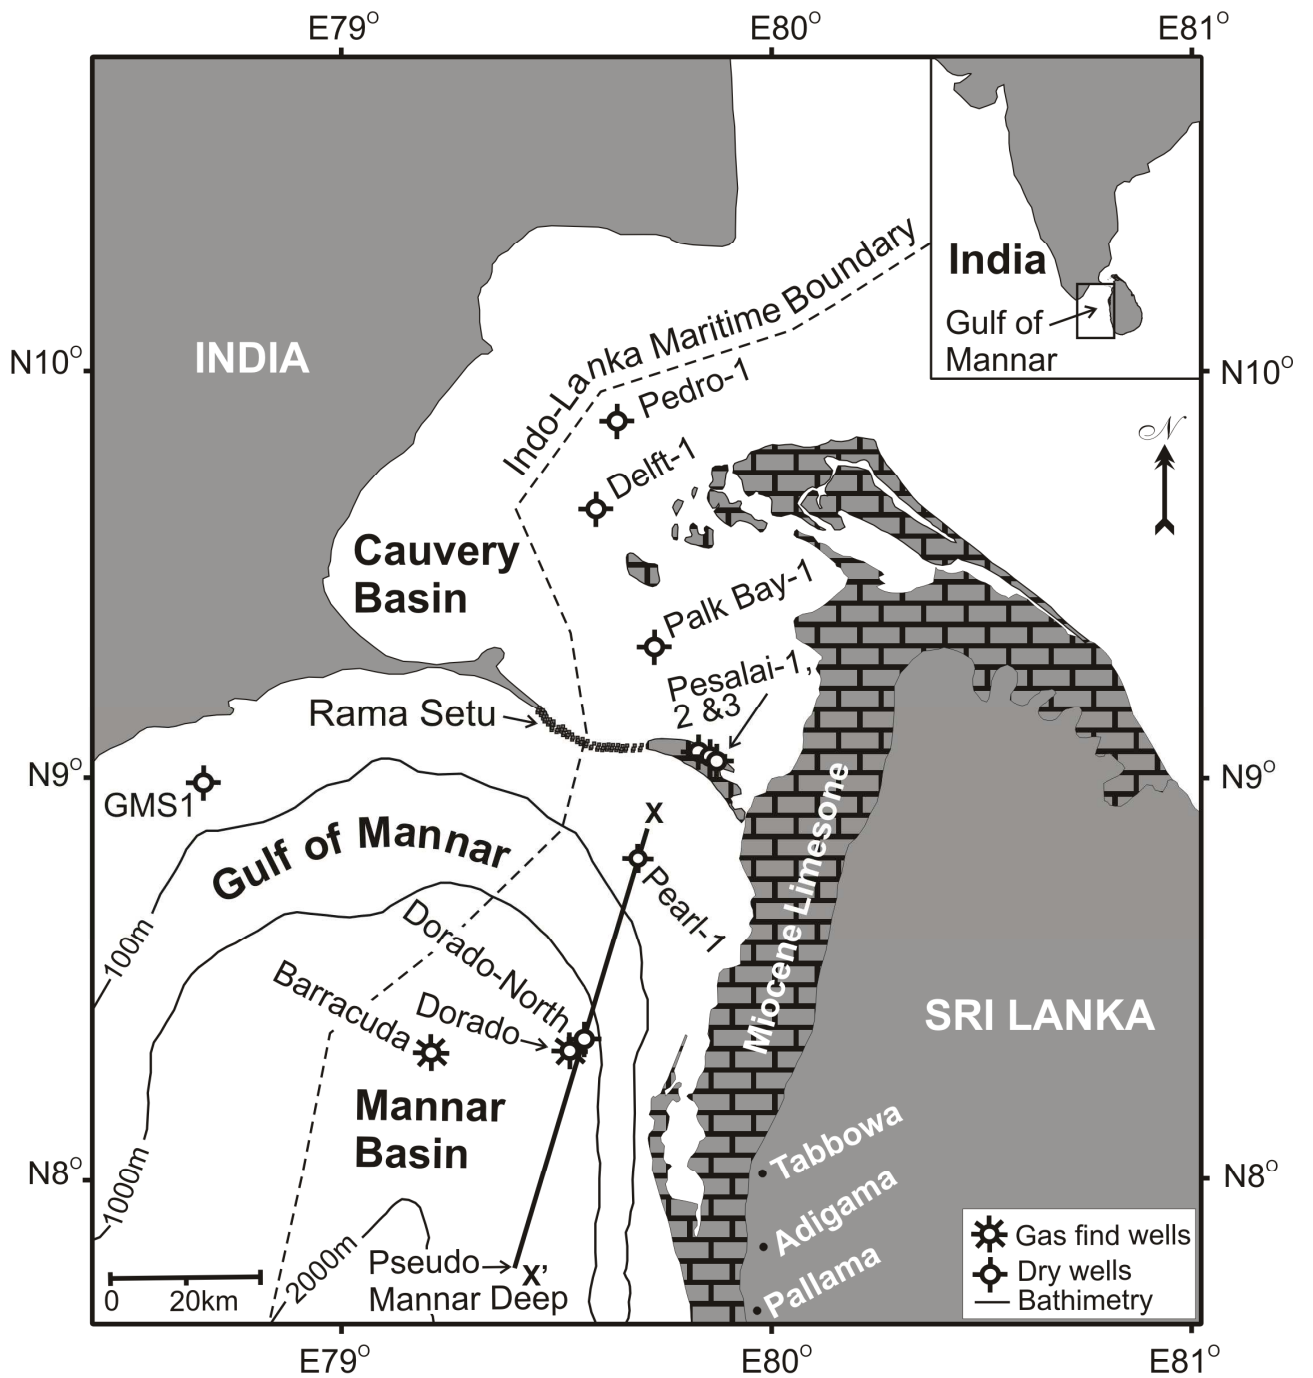 E79°
E80°
E81°
Indo-Lanka Maritime Boundary
India
Gulf of
Mannar
INDIA
N10°
N10°
Pedro-1
N
Delft-1
Cauvery
Basin
Palk Bay-1
Pesalai-1,
2 &3
Rama Setu
N9°
N9°
GMS1
X
Gulf of Mannar
Miocene Limesone
Pearl-1
100m
Dorado-North
Barracuda
Dorado
SRI LANKA
Mannar
Basin
Tabbowa
N8°
N8°
1000m
Adigama
2000m
Pseudo
Mannar Deep
X'
Pallama
Gas find wells
Dry wells
Bathimetry
0 20km
E79°
E80°
E81°